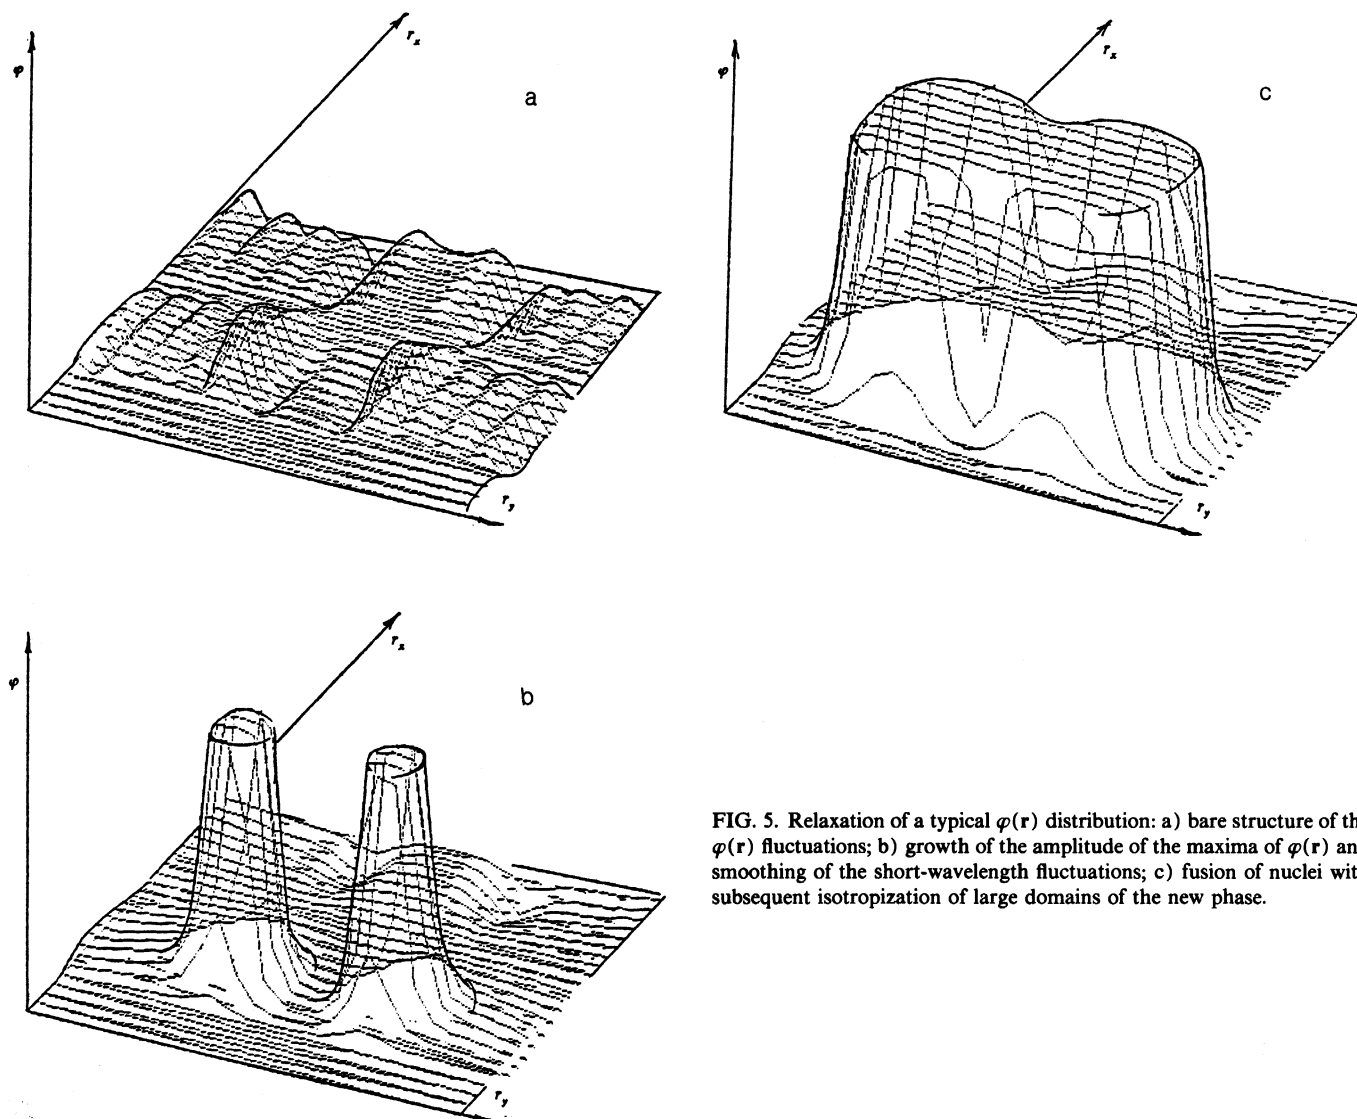 φ
r_x
a
r_y
φ
r_x
c
r_y
φ
r_x
b
r_y
FIG. 5. Relaxation of a typical φ(r) distribution: a) bare structure of th
φ(r) fluctuations; b) growth of the amplitude of the maxima of φ(r) an
smoothing of the short-wavelength fluctuations; c) fusion of nuclei wit
subsequent isotropization of large domains of the new phase.